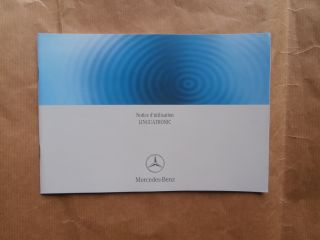 Notice d'utilisation
LINGUATRONIC
Mercedes-Benz